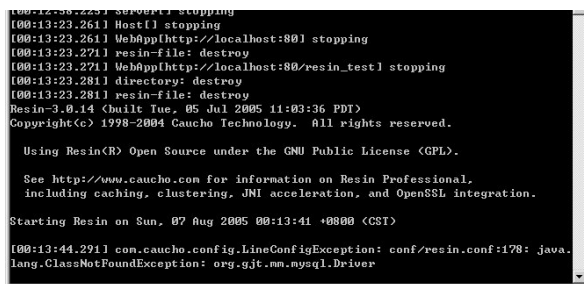 [00:12:58.225] Server[] stopping
[00:13:23.261] Host[] stopping
[00:13:23.261] WebApp[http://localhost:80] stopping
[00:13:23.271] resin-file: destroy
[00:13:23.271] WebApp[http://localhost:80/resin_test] stopping
[00:13:23.281] directory: destroy
[00:13:23.281] resin-file: destroy
Resin-3.0.14 (built Tue, 05 Jul 2005 11:03:36 PDT)
Copyright(c) 1998-2004 Caucho Technology.  All rights reserved.
Using Resin(R) Open Source under the GNU Public License (GPL).
See http://www.caucho.com for information on Resin Professional,
including caching, clustering, JNI acceleration, and OpenSSL integration.
Starting Resin on Sun, 07 Aug 2005 00:13:41 +0800 (CST)
[00:13:44.291] com.caucho.config.LineConfigException: conf/resin.conf:178: java.
lang.ClassNotFoundException: org.gjt.mm.mysql.Driver